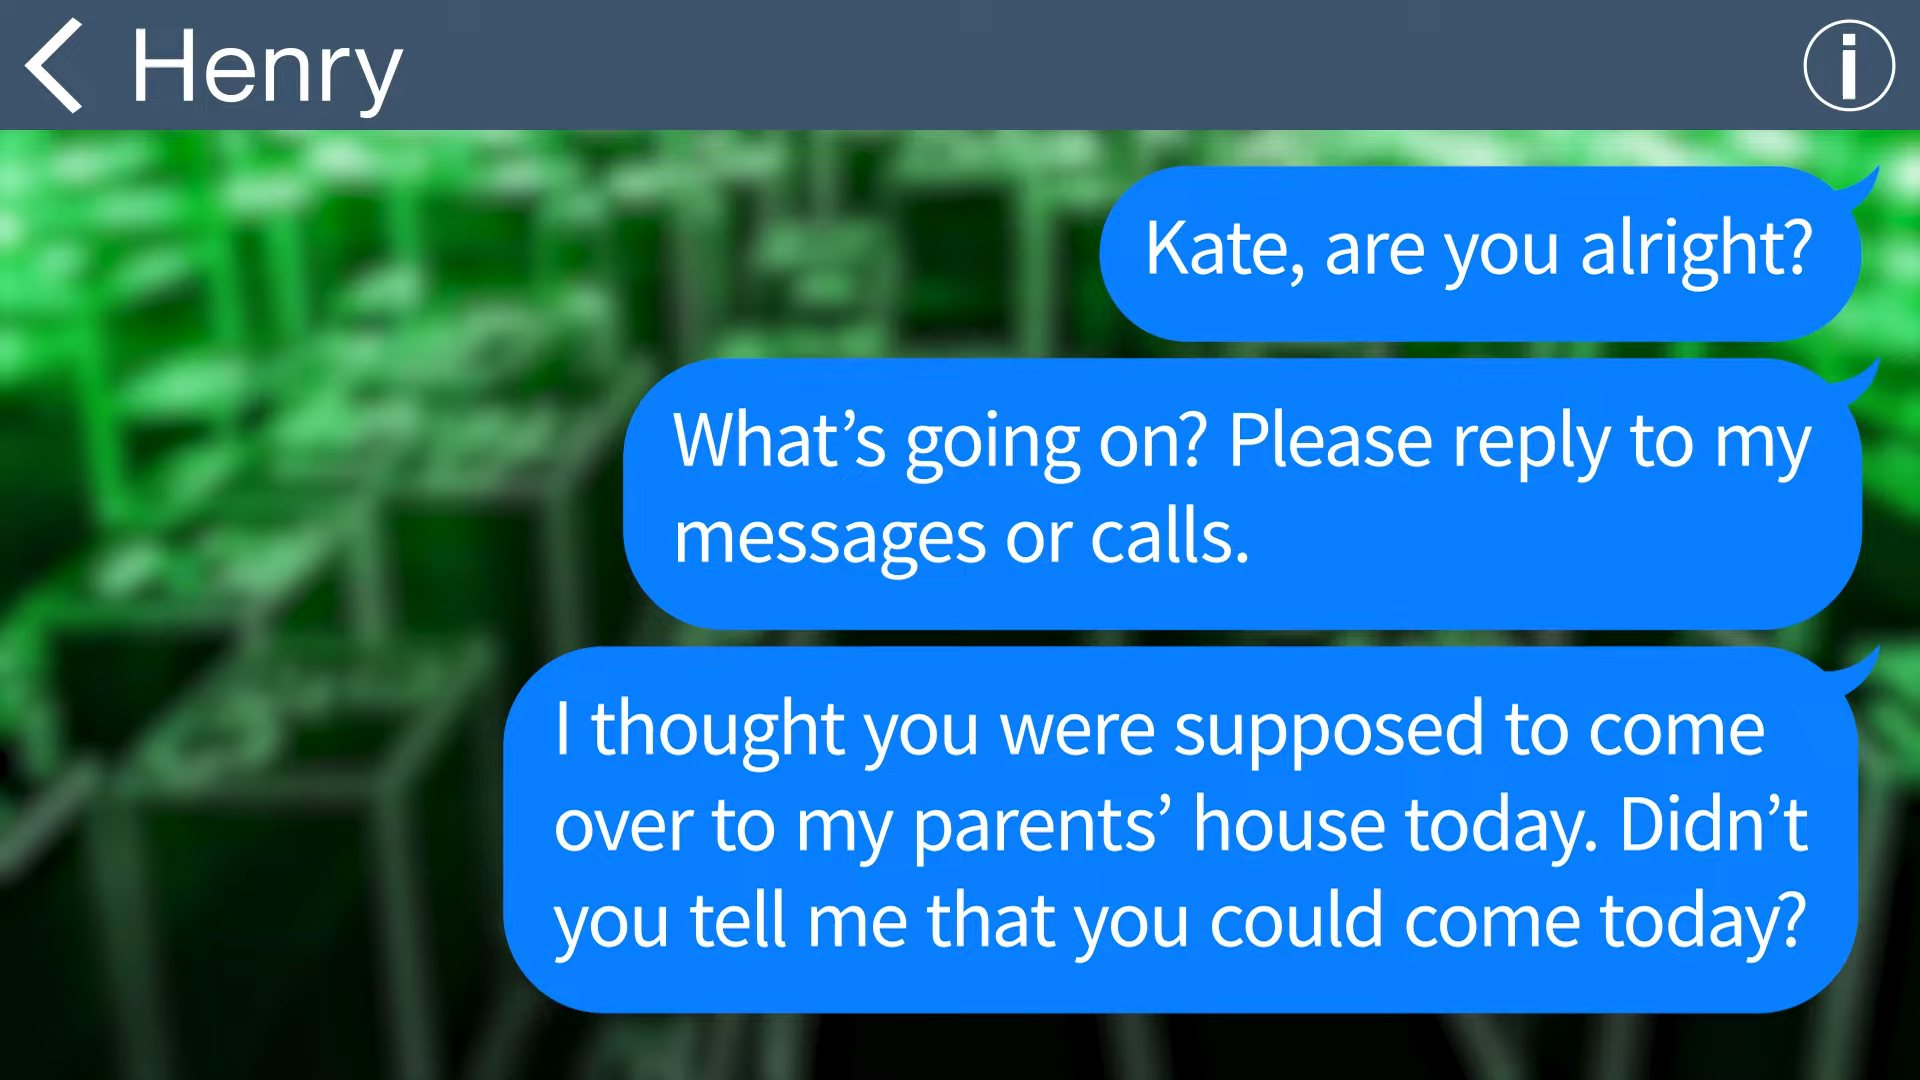 Henry
Kate, are you alright?
What’s going on? Please reply to my
messages or calls.
I thought you were supposed to come
over to my parents’ house today. Didn’t
you tell me that you could come today?